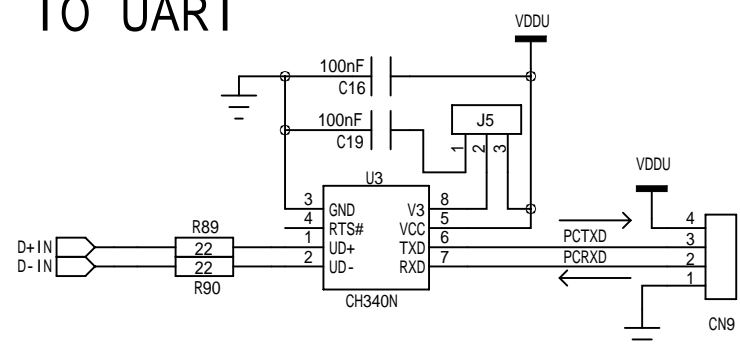 TO UART
VDDU
100nF
C16
100nF
C19
J5
1 2 3
U3
VDDU
3 GND V3 8
4 RTS# VCC 5
1 UD+ TXD 6
2 UD- RXD 7
CH340N
R89
22
22
R90
D+IN
D-IN
PCTXD
PCRXD
4
3
2
1
CN9